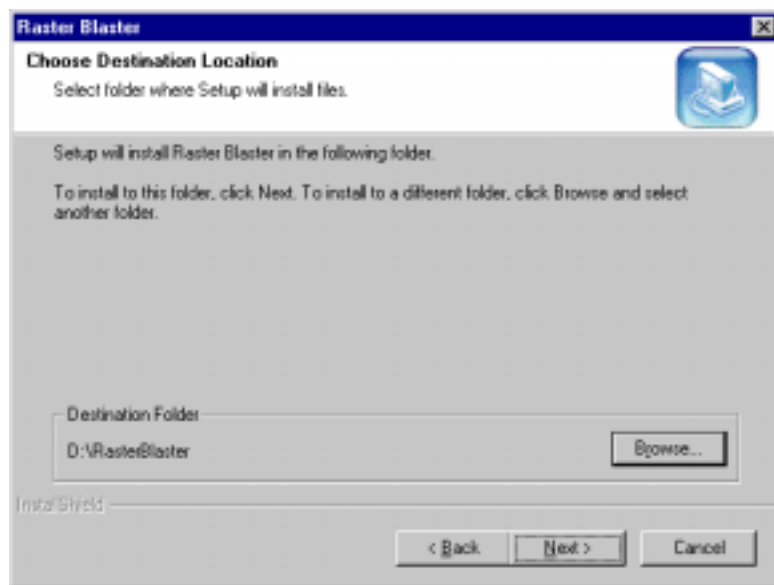 Raster Blaster
Choose Destination Location
Select folder where Setup will install files.
Setup will install Raster Blaster in the following folder.
To install to this folder, click Next. To install to a different folder, click Browse and select
another folder.
Destination Folder
D:\RasterBlaster
Browse...
InstallShield
< Back
Next >
Cancel